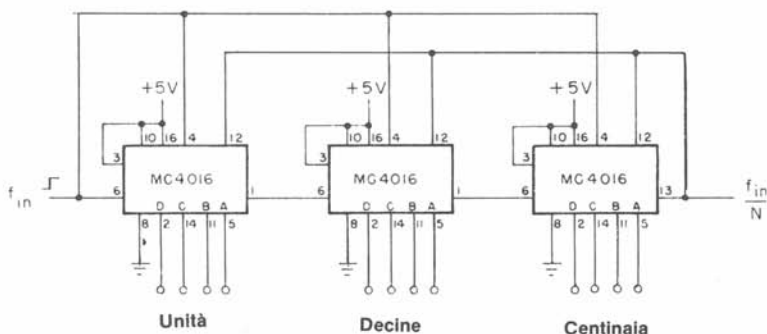 +5V +5V +5V
10 16 4 12 10 16 4 12 10 16 4 12
3 3 3
MC4016 MC4016 MC4016
f in 6 1 6 1 6 13 f in / N
D C B A D C B A D C B A
8 2 14 11 5 8 2 14 11 5 8 2 14 11 5
Unità Decine Centinaia